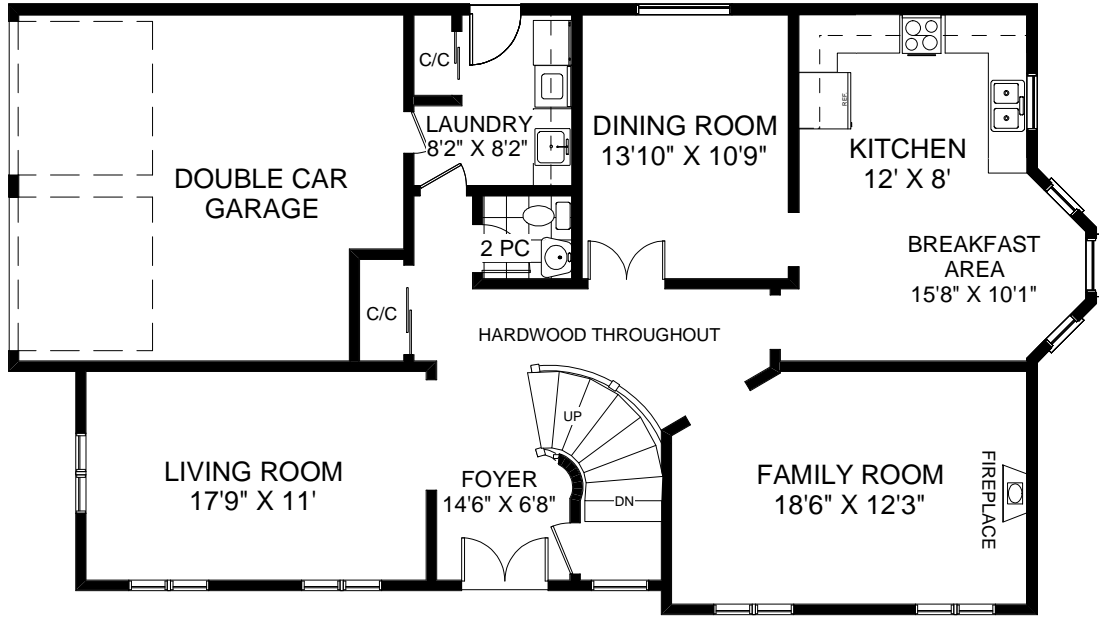 C/C
LAUNDRY
8'2" X 8'2"
DINING ROOM
13'10" X 10'9"
REF.
KITCHEN
12' X 8'
DOUBLE CAR
GARAGE
2 PC
BREAKFAST
AREA
15'8" X 10'1"
C/C
HARDWOOD THROUGHOUT
UP
LIVING ROOM
17'9" X 11'
FOYER
14'6" X 6'8"
DN
FAMILY ROOM
18'6" X 12'3"
FIREPLACE